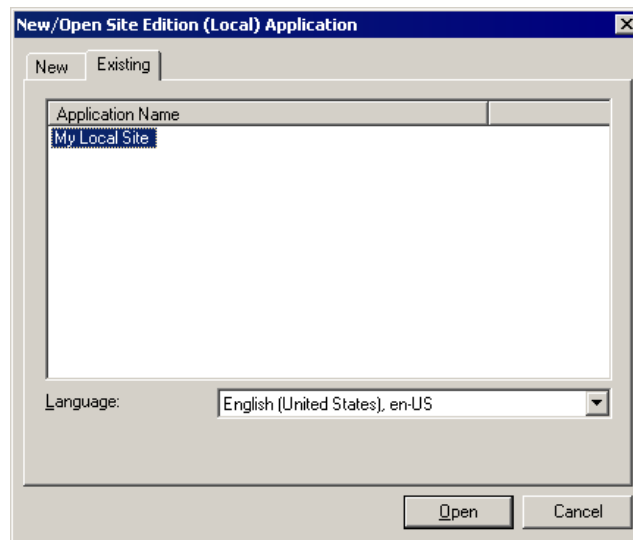 New/Open Site Edition (Local) Application
New Existing
Application Name
My Local Site
Language: English (United States), en-US
Open Cancel